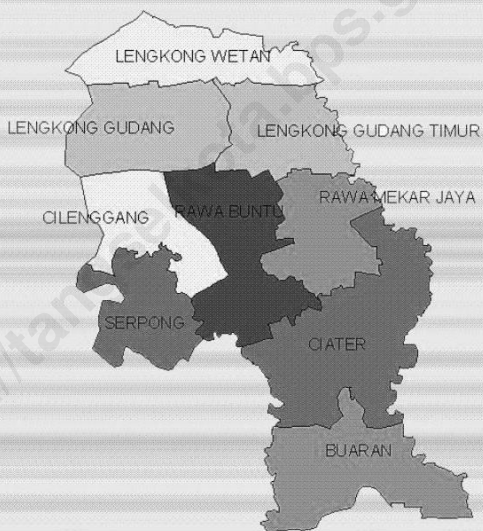 LENGKONG WETAN
LENGKONG GUDANG
LENGKONG GUDANG TIMUR
CILENGGANG
RAWA BUNTU
RAWA MEKAR JAYA
SERPONG
CIATER
BUARAN